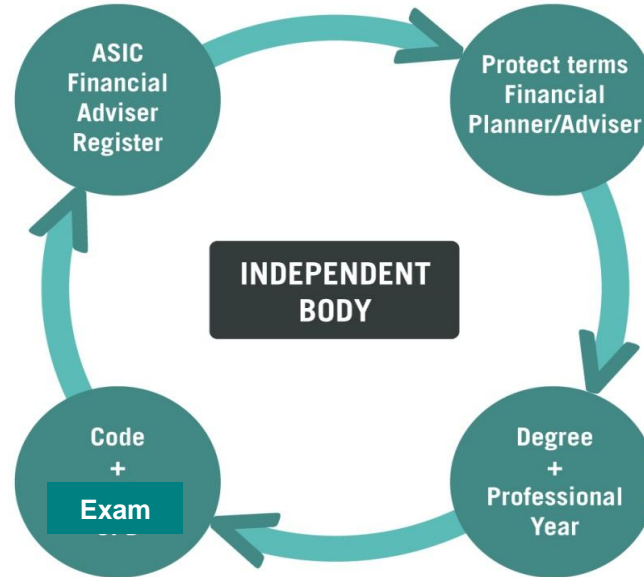 ASIC
Financial
Adviser
Register
Protect terms
Financial
Planner/Adviser
INDEPENDENT
BODY
Code
+
Exam
Degree
+
Professional
Year